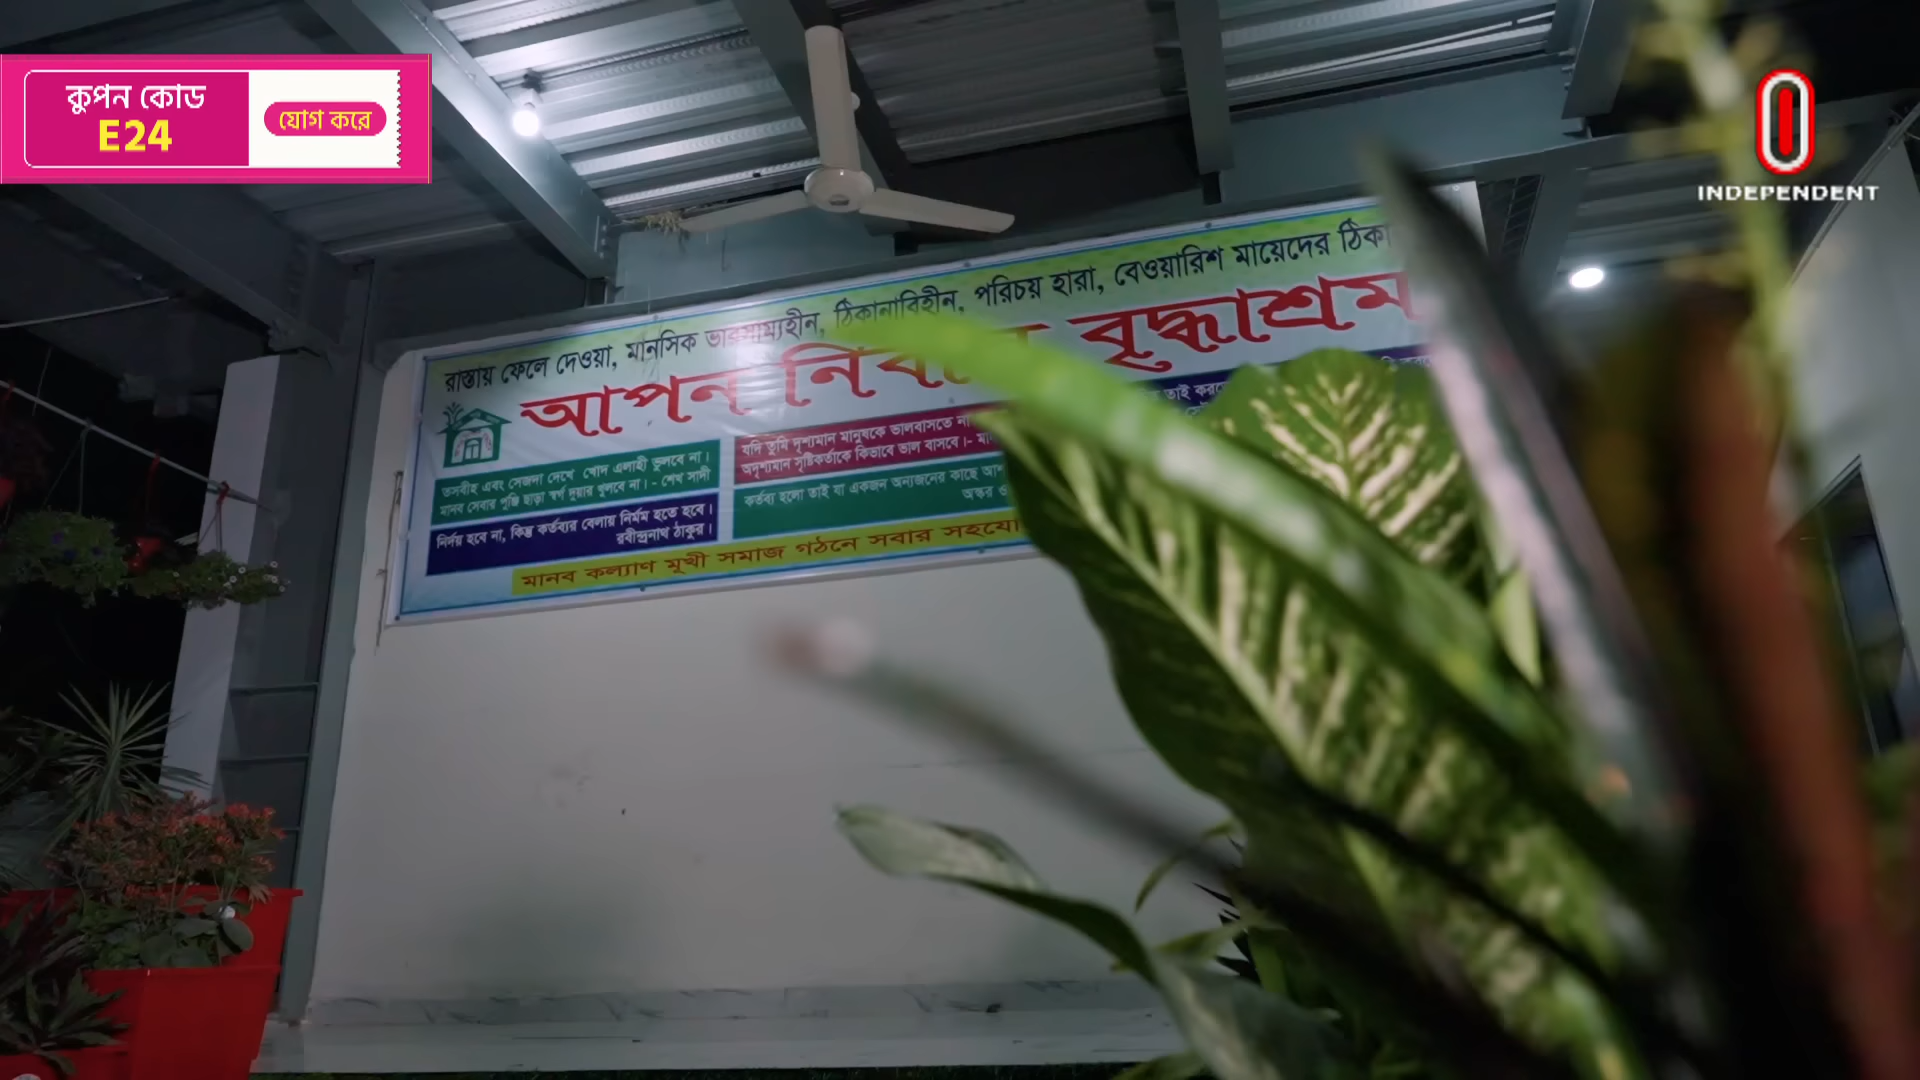 কুপন কোড
E24
যোগ করে
INDEPENDENT
রাস্তায় ফেলে দেওয়া, মানসিক ভারসাম্যহীন, ঠিকানাবিহীন, পরিচয় হারা, বেওয়ারিশ মায়েদের
আপন বৃদ্ধাশ্রম
তসবীহ এবং সেজদা দেখে খোদ এলাহী ভুলবে না।
মানব সেবার পুঞ্জি ছাড়া স্বর্গ দুয়ার খুলবে না। - শেখ সাদী
নির্দয় হবে না, কিন্তু কর্তব্যর বেলায় নির্মম হতে হবে।
রবীন্দ্রনাথ ঠাকুর।
যদি তুমি দৃশ্যমান মানুষকে ভালবাসতে
অদৃশ্যমান সৃষ্টিকর্তাকে কিভাবে ভাল বাসবে।-
কর্তব্য হলো তাই যা একজন অন্যজনের কাছে
অস্কর
তাই
মানব কল্যাণ মূখী সমাজ গঠনে সবার